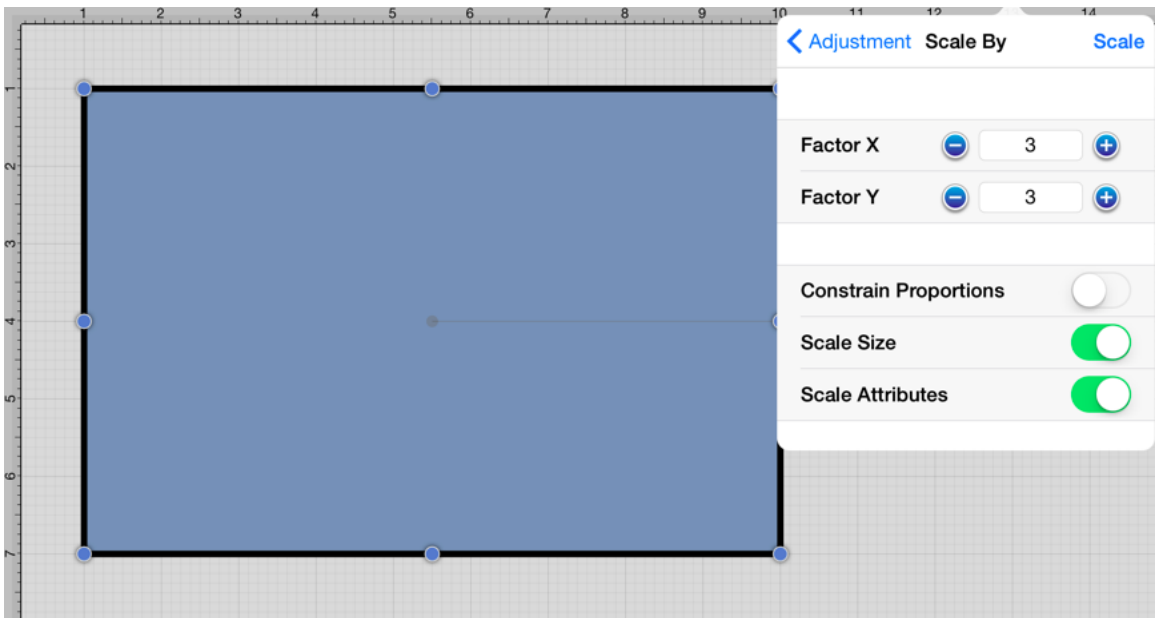 1 2 3 4 5 6 7 8 9 10 11 12 14
Adjustment Scale By Scale
1
Factor X 3
2
Factor Y 3
3
Constrain Proportions
4
Scale Size
Scale Attributes
5
6
7